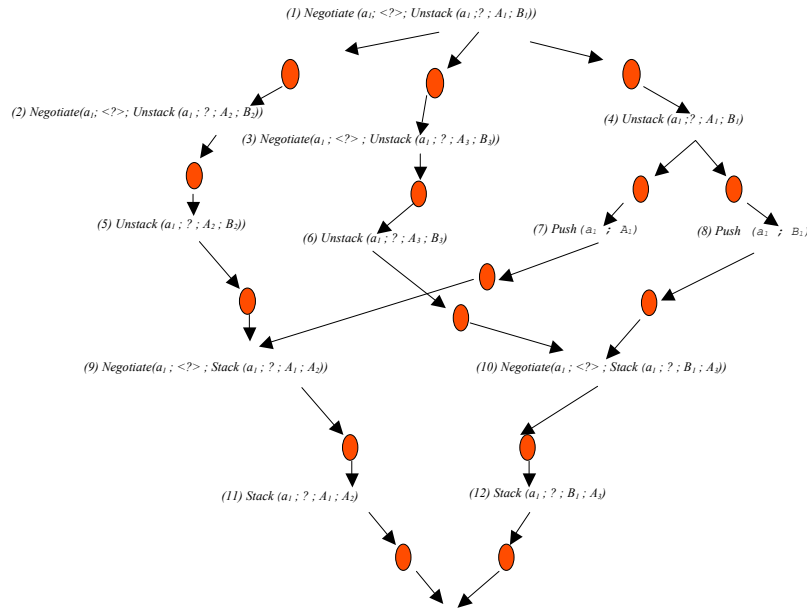 (1) Negotiate (a₁; <?>; Unstack (a₁ ;? ; A₁ ; B₁))
(2) Negotiate(a₁; <?>; Unstack (a₁ ; ? ; A₂ ; B₂))
(3) Negotiate(a₁ ; <?> ; Unstack (a₁ ; ? ; A₃ ; B₃))
(4) Unstack (a₁ ;? ; A₁ ; B₁)
(5) Unstack (a₁ ; ? ; A₂ ; B₂))
(6) Unstack (a₁ ; ? ; A₃ ; B₃)
(7) Push (a₁ ; A₁)
(8) Push (a₁ ; B₁)
(9) Negotiate(a₁ ; <?> ; Stack (a₁ ; ? ; A₁ ; A₂))
(10) Negotiate(a₁ ; <?> ; Stack (a₁ ; ? ; B₁ ; A₃))
(11) Stack (a₁ ; ? ; A₁ ; A₂)
(12) Stack (a₁ ; ? ; B₁ ; A₃)